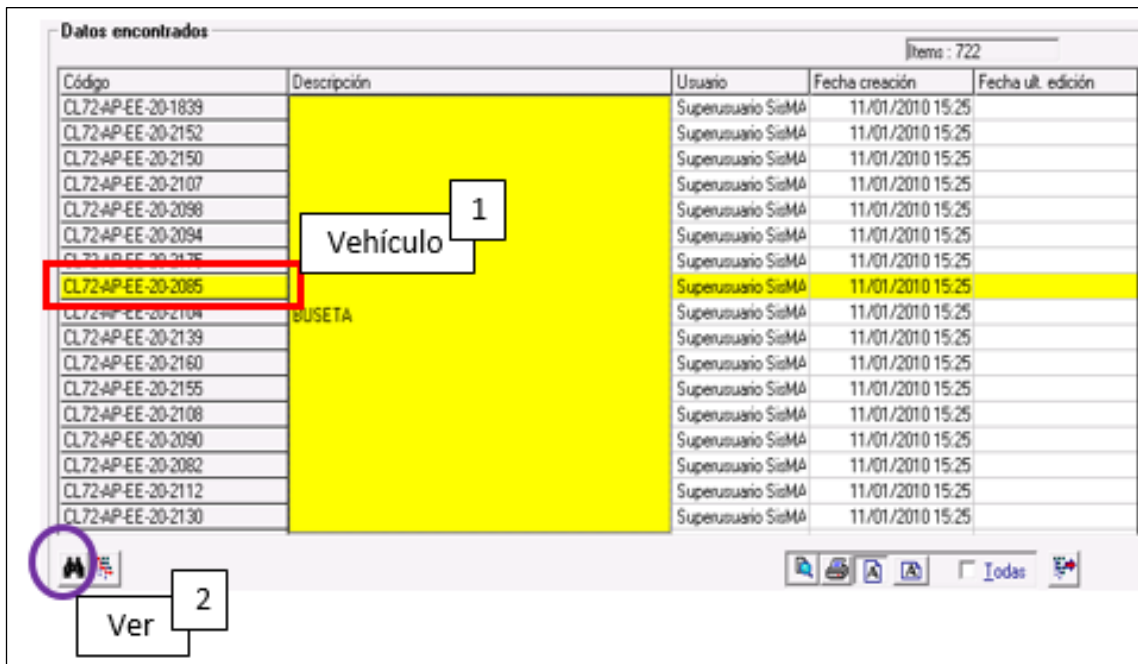 Datos encontrados
Items : 722
Código Descripción Usuario Fecha creación Fecha ult. edición
CL72-AP-EE-20-1839 Superusuario SisMA 11/01/2010 15:25
CL72-AP-EE-20-2152 Superusuario SisMA 11/01/2010 15:25
CL72-AP-EE-20-2150 Superusuario SisMA 11/01/2010 15:25
CL72-AP-EE-20-2107 Superusuario SisMA 11/01/2010 15:25
CL72-AP-EE-20-2098 Superusuario SisMA 11/01/2010 15:25
CL72-AP-EE-20-2094 Superusuario SisMA 11/01/2010 15:25
CL72-AP-EE-20-2175 Superusuario SisMA 11/01/2010 15:25
CL72-AP-EE-20-2085 Superusuario SisMA 11/01/2010 15:25
CL72-AP-EE-20-2104 BUSETA Superusuario SisMA 11/01/2010 15:25
CL72-AP-EE-20-2139 Superusuario SisMA 11/01/2010 15:25
CL72-AP-EE-20-2160 Superusuario SisMA 11/01/2010 15:25
CL72-AP-EE-20-2155 Superusuario SisMA 11/01/2010 15:25
CL72-AP-EE-20-2108 Superusuario SisMA 11/01/2010 15:25
CL72-AP-EE-20-2090 Superusuario SisMA 11/01/2010 15:25
CL72-AP-EE-20-2082 Superusuario SisMA 11/01/2010 15:25
CL72-AP-EE-20-2112 Superusuario SisMA 11/01/2010 15:25
CL72-AP-EE-20-2130 Superusuario SisMA 11/01/2010 15:25
1
Vehículo
Todas
2
Ver